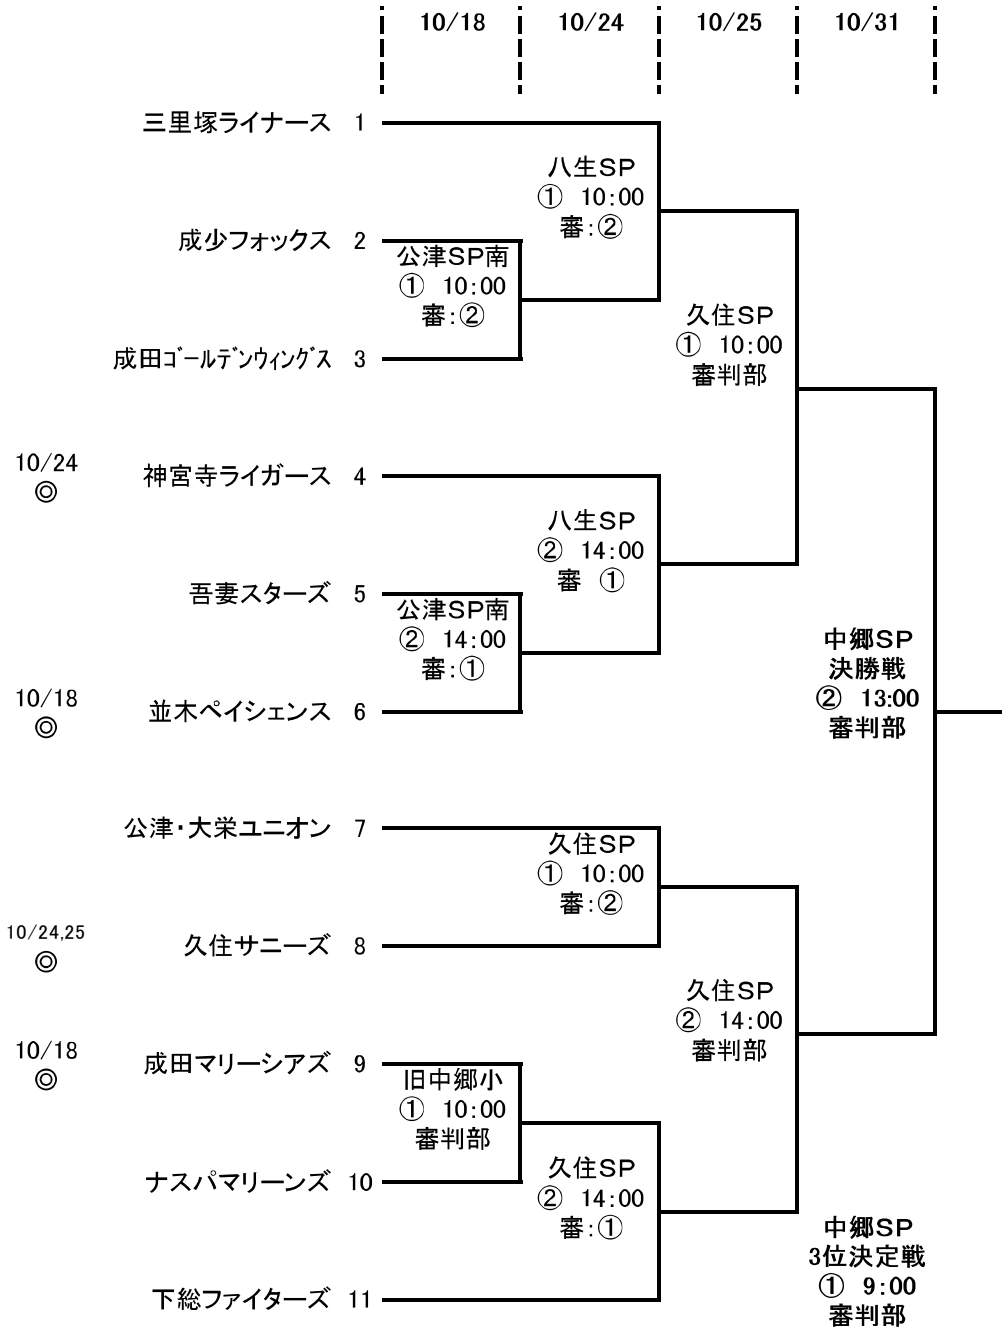 10/18 10/24 10/25 10/31
三里塚ライナース 1
八生SP
① 10:00
審:②
成少フォックス 2
公津SP南
① 10:00
審:②
久住SP
① 10:00
審判部
成田ｺﾞｰﾙﾃﾞﾝｳｨﾝｸﾞｽ 3
10/24
◎
神宮寺ライガース 4
八生SP
② 14:00
審 ①
吾妻スターズ 5
公津SP南
② 14:00
審:①
中郷SP
決勝戦
② 13:00
審判部
10/18
◎
並木ペイシェンス 6
公津・大栄ユニオン 7
久住SP
① 10:00
審:②
10/24,25
◎
久住サニーズ 8
久住SP
② 14:00
審判部
10/18
◎
成田マリーシアズ 9
旧中郷小
① 10:00
審判部
ナスパマリーンズ 10
久住SP
② 14:00
審:①
中郷SP
3位決定戦
① 9:00
審判部
下総ファイターズ 11